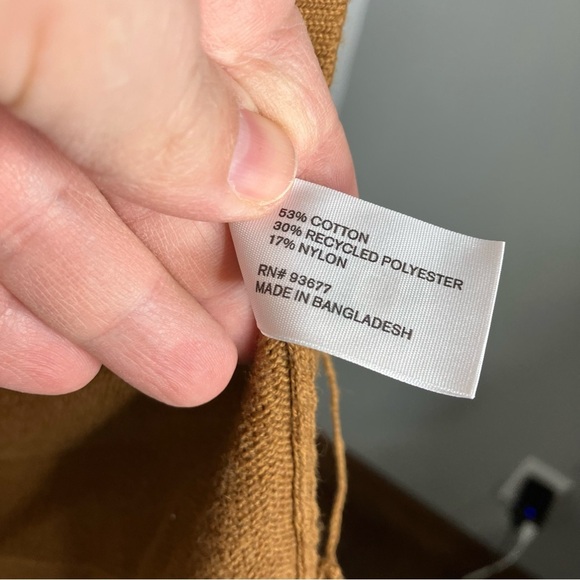 53% COTTON
30% RECYCLED POLYESTER
17% NYLON
RN# 93677
MADE IN BANGLADESH